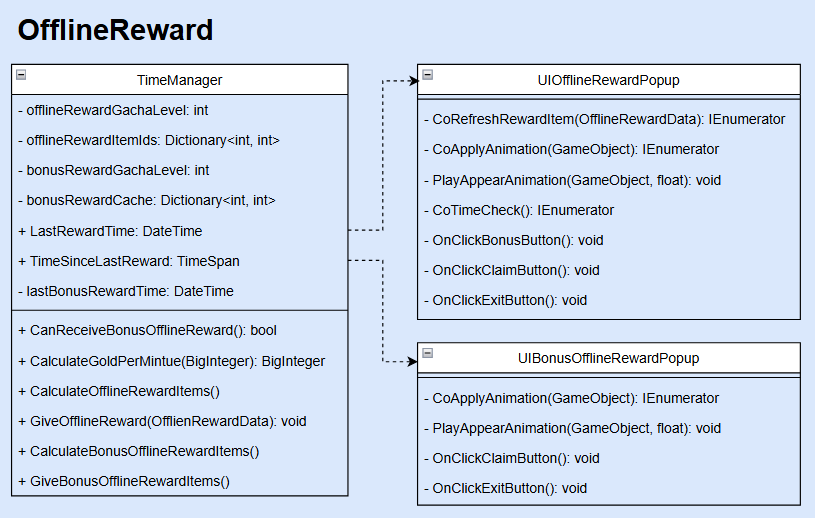 OfflineReward
TimeManager
- offlineRewardGachaLevel: int
- offlineRewardItemIds: Dictionary<int, int>
- bonusRewardGachaLevel: int
- bonusRewardCache: Dictionary<int, int>
+ LastRewardTime: DateTime
+ TimeSinceLastReward: TimeSpan
- lastBonusRewardTime: DateTime
+ CanReceiveBonusOfflineReward(): bool
+ CalculateGoldPerMintue(BigInteger): BigInteger
+ CalculateOfflineRewardItems()
+ GiveOfflineReward(OfflienRewardData): void
+ CalculateBonusOfflineRewardItems()
+ GiveBonusOfflineRewardItems()
UIOfflineRewardPopup
- CoRefreshRewardItem(OfflineRewardData): IEnumerator
- CoApplyAnimation(GameObject): IEnumerator
- PlayAppearAnimation(GameObject, float): void
- CoTimeCheck(): IEnumerator
- OnClickBonusButton(): void
- OnClickClaimButton(): void
- OnClickExitButton(): void
UIBonusOfflineRewardPopup
- CoApplyAnimation(GameObject): IEnumerator
- PlayAppearAnimation(GameObject, float): void
- OnClickClaimButton(): void
- OnClickExitButton(): void